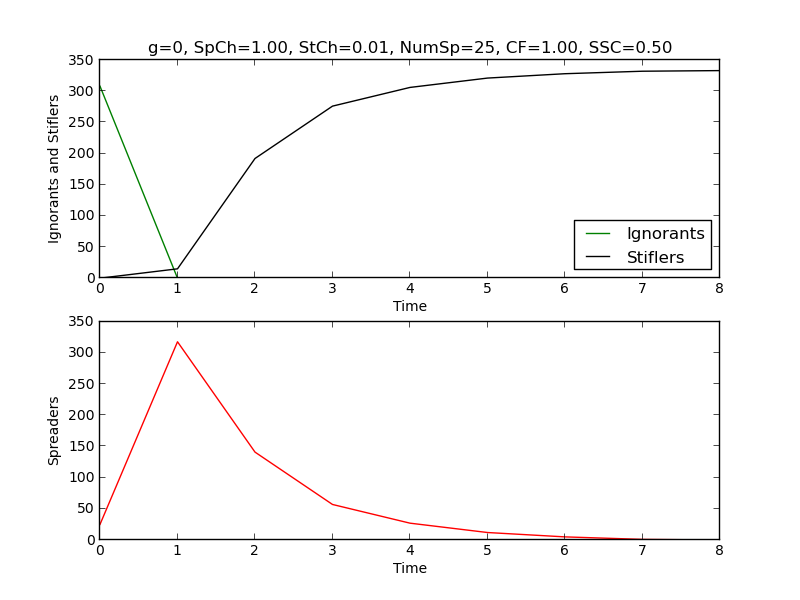 g=0, SpCh=1.00, StCh=0.01, NumSp=25, CF=1.00, SSC=0.50
Ignorants and Stiflers
350
300
250
200
150
100
50
0
Ignorants
Stiflers
0 1 2 3 4 5 6 7 8
Time
Spreaders
350
300
250
200
150
100
50
0
0 1 2 3 4 5 6 7 8
Time